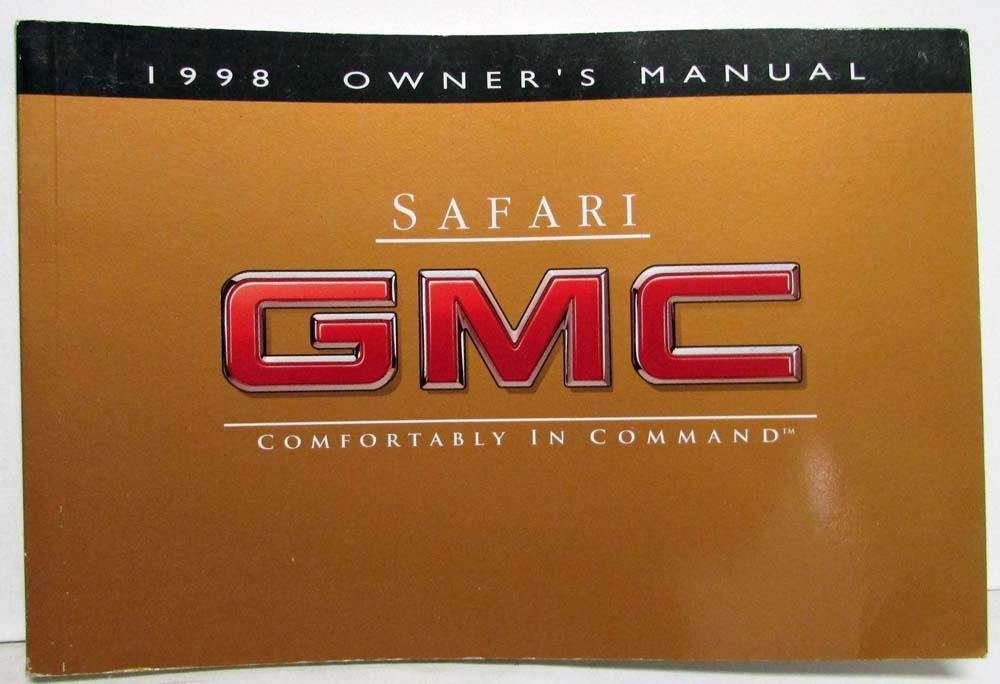 1998 OWNER'S MANUAL
SAFARI
GMC
COMFORTABLY IN COMMAND™